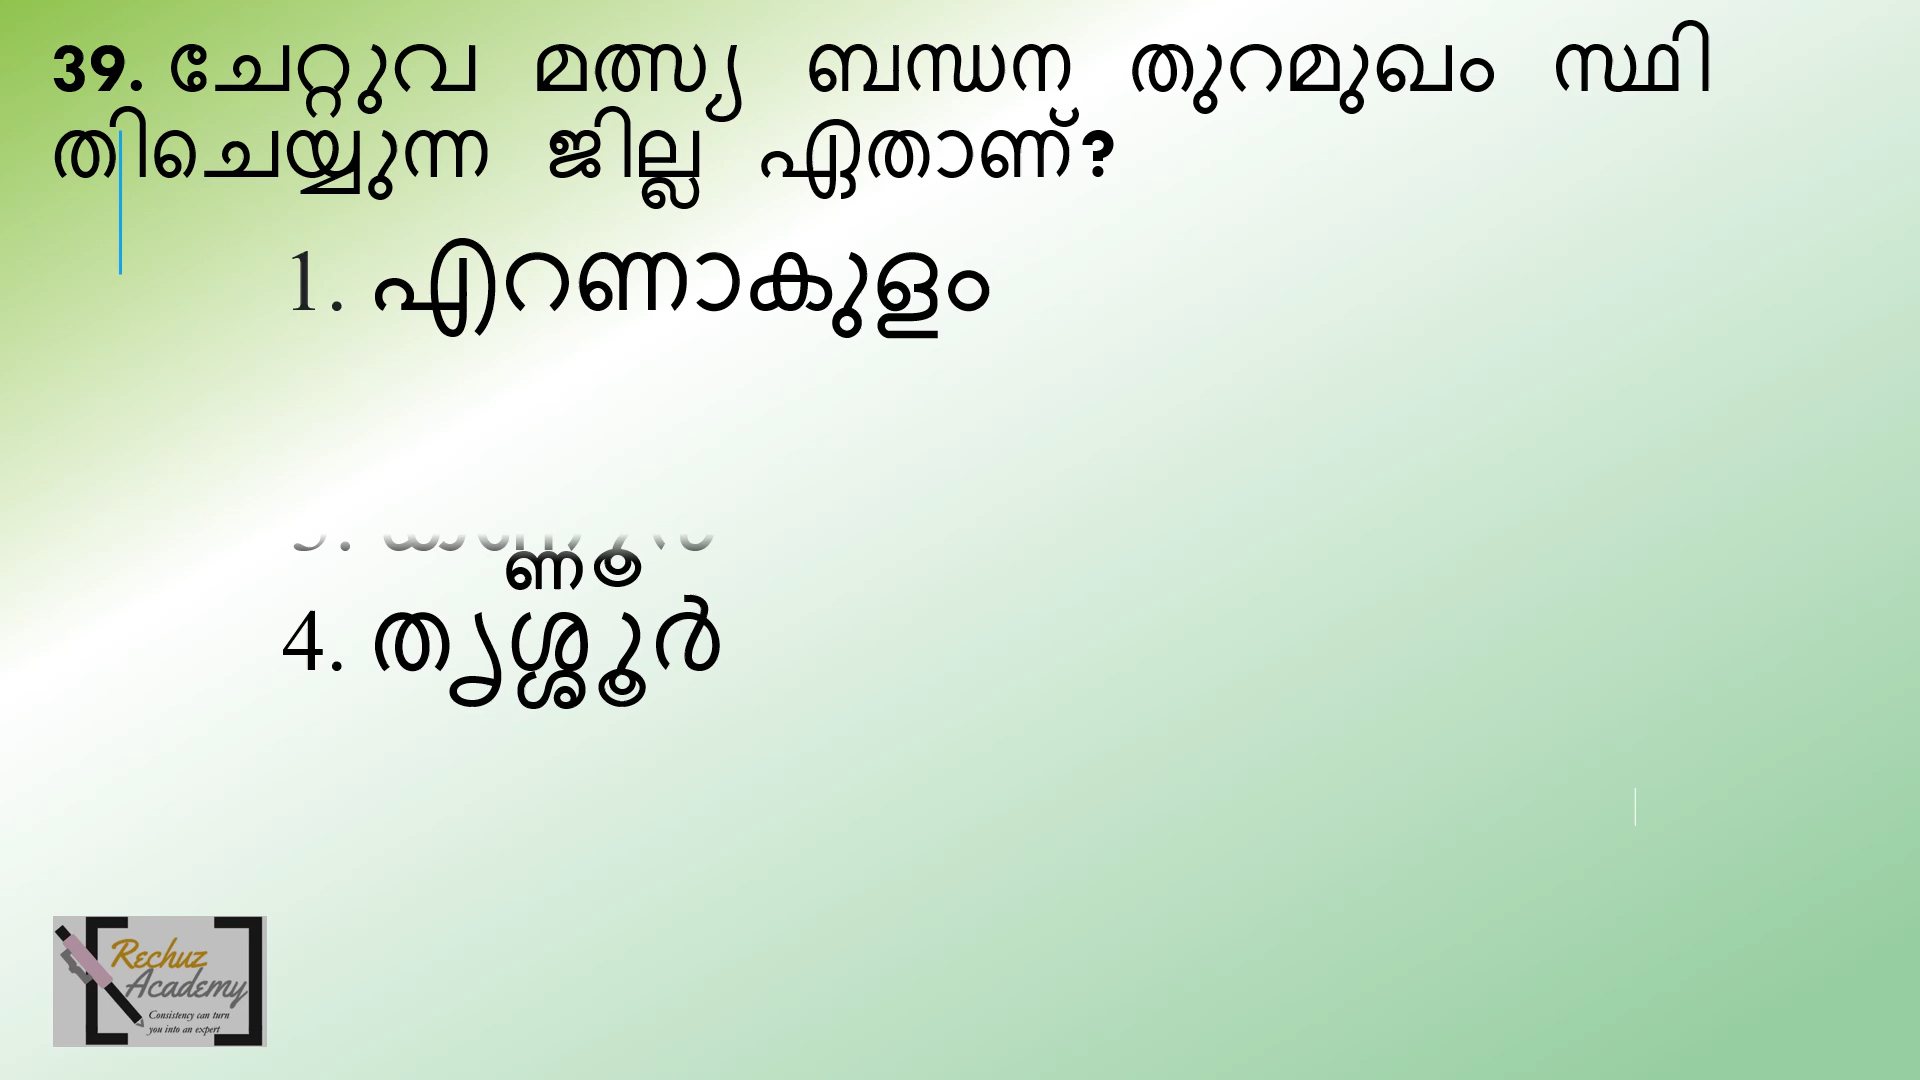 39. ചേറ്റുവ മത്സ്യ ബന്ധന തുറമുഖം സ്ഥി
തിചെയ്യുന്ന ജില്ല ഏതാണ്?
1. എറണാകുളം
4. തൃശ്ശൂർ
Rechuz
Academy
Consistency can turn
you into an expert